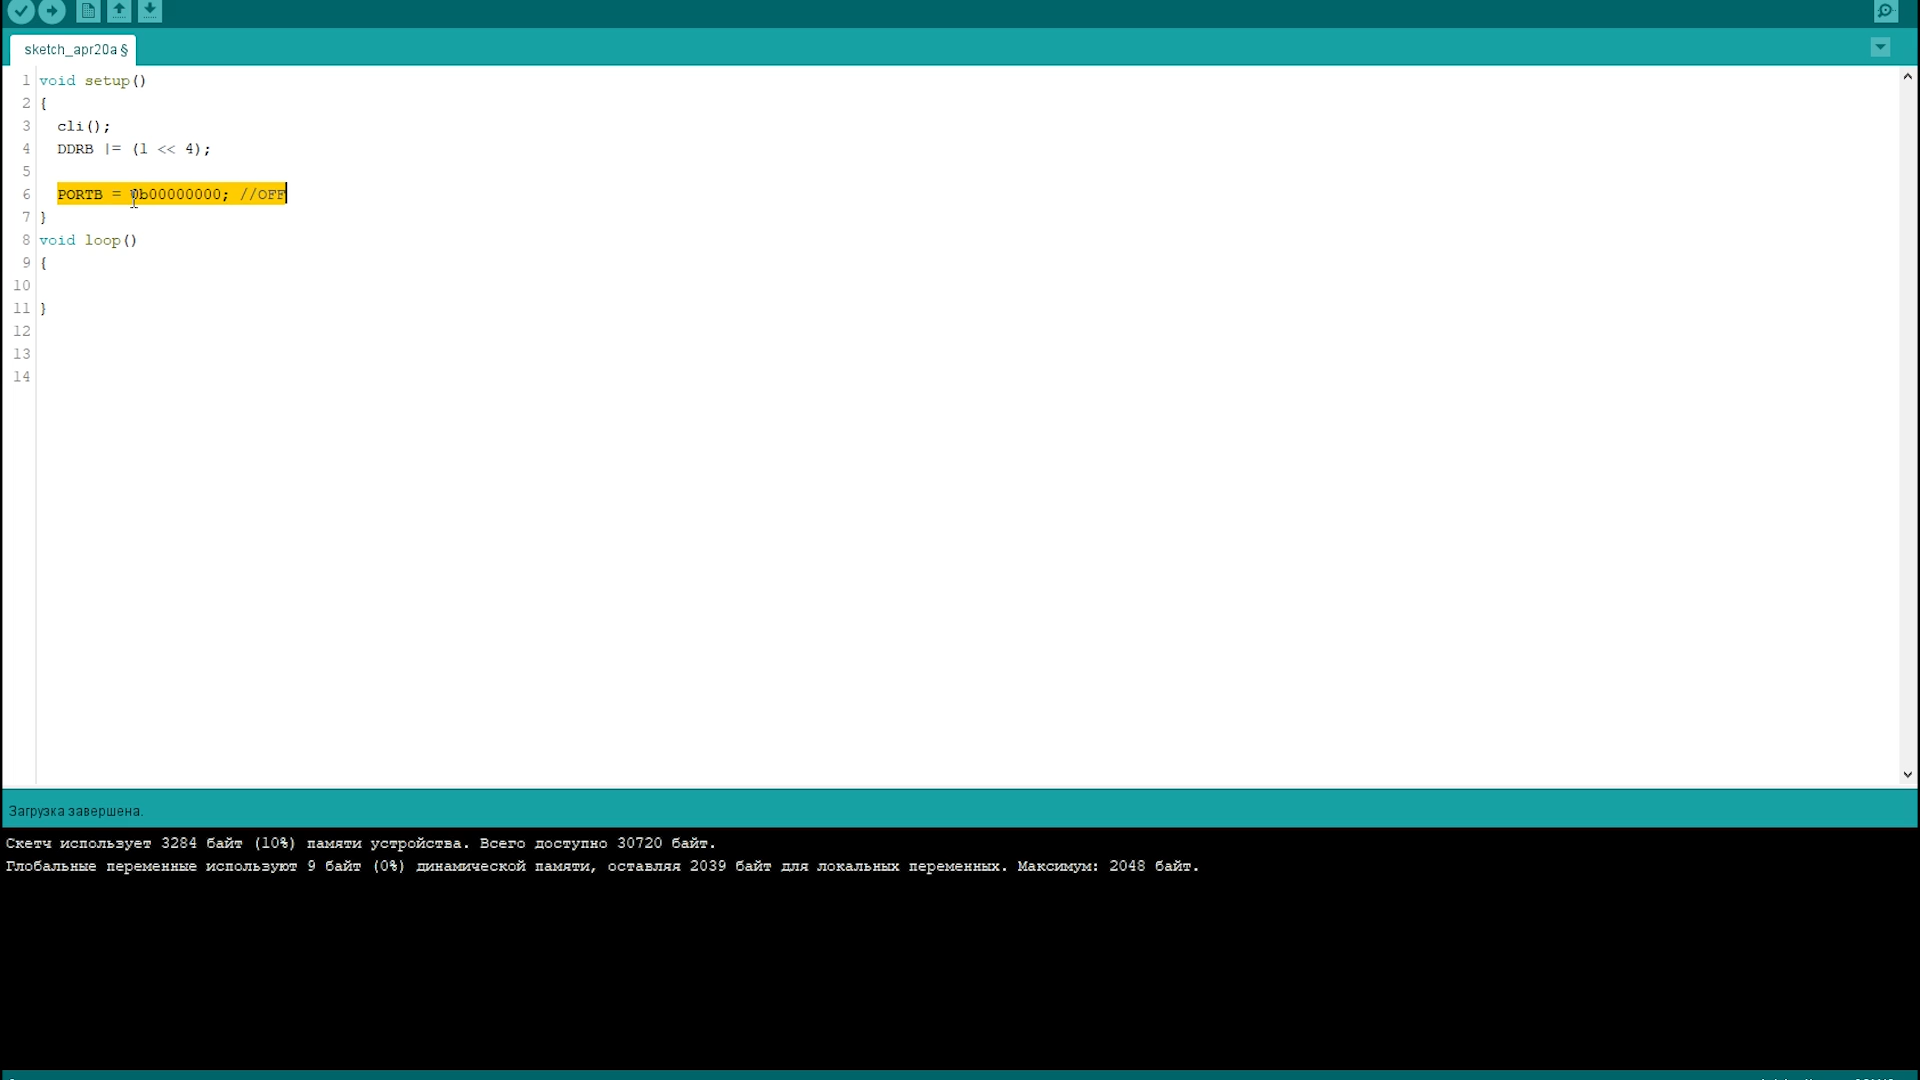 sketch_apr20a §
1 void setup()
2 {
3 cli();
4 DDRB |= (1 << 4);
5
6 PORTB = 0b00000000; //OFF
7 }
8 void loop()
9 {
10
11 }
12
13
14
Загрузка завершена.
Скетч использует 3284 байт (10%) памяти устройства. Всего доступно 30720 байт.
Глобальные переменные используют 9 байт (0%) динамической памяти, оставляя 2039 байт для локальных переменных. Максимум: 2048 байт.